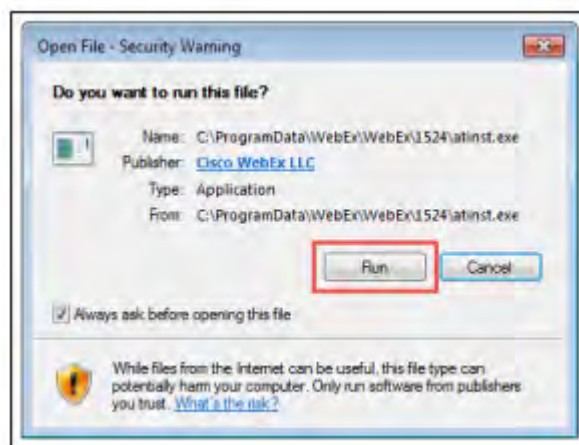 Open File - Security Warning
Do you want to run this file?
Name: C:\ProgramData\WebEx\WebEx\1524\atinst.exe
Publisher: Cisco WebEx LLC
Type: Application
From: C:\ProgramData\WebEx\WebEx\1524\atinst.exe
Run Cancel
Always ask before opening this file
While files from the Internet can be useful, this file type can
potentially harm your computer. Only run software from publishers
you trust. What's the risk?